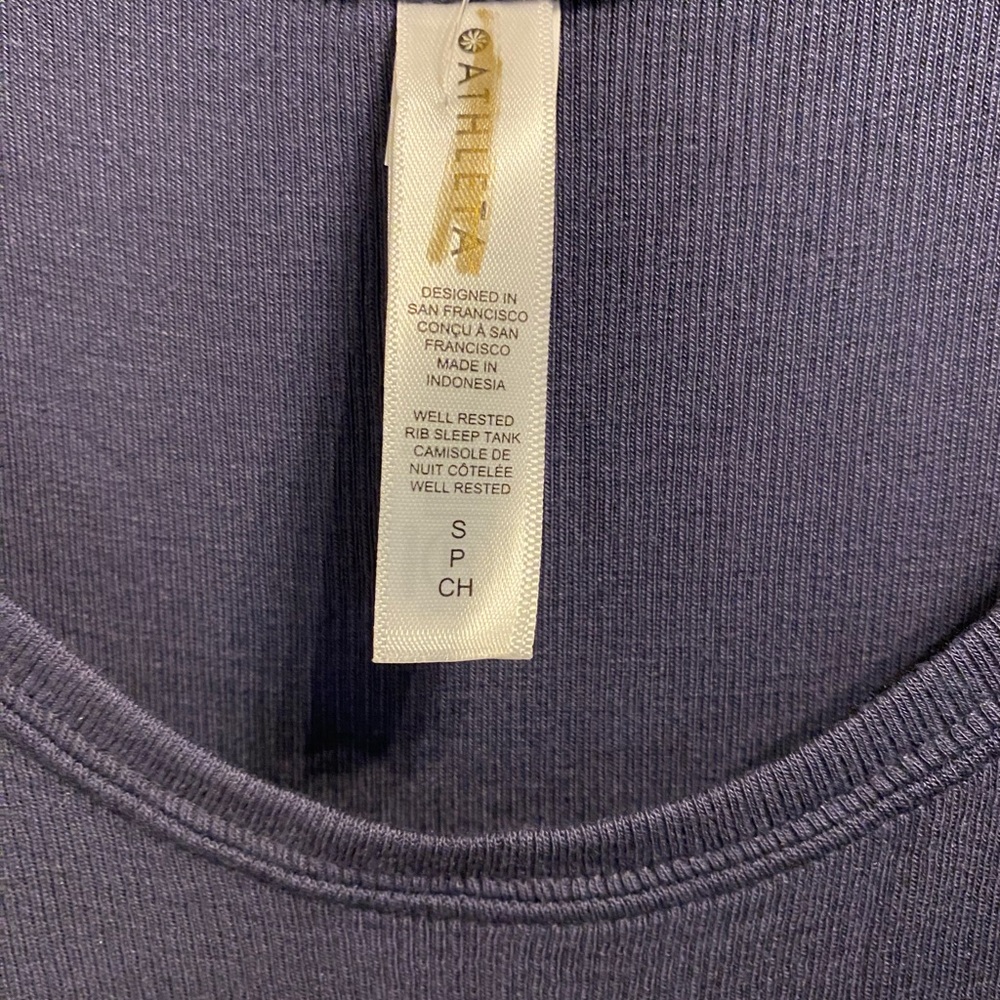 ATHLETA
DESIGNED IN
SAN FRANCISCO
CONÇU À SAN
FRANCISCO
MADE IN
INDONESIA
WELL RESTED
RIB SLEEP TANK
CAMISOLE DE
NUIT CÔTELÉE
WELL RESTED
S
P
CH